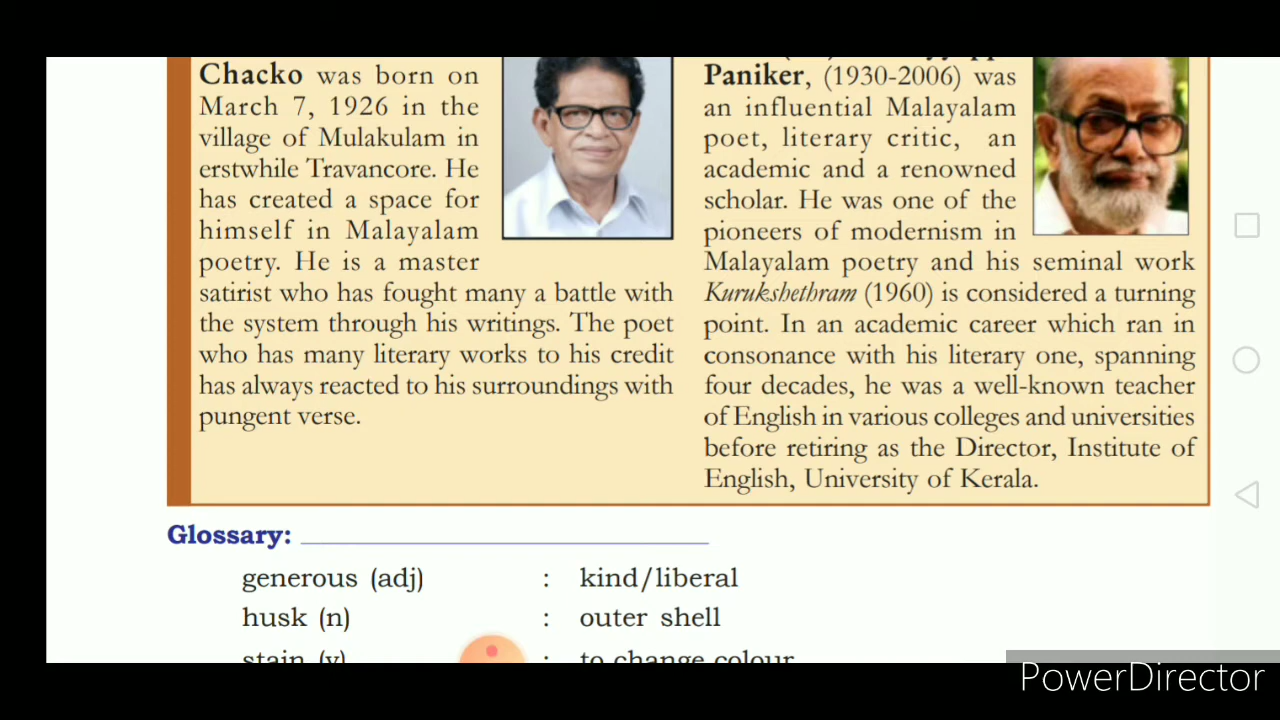 Chacko was born on
March 7, 1926 in the
village of Mulakulam in
erstwhile Travancore. He
has created a space for
himself in Malayalam
poetry. He is a master
satirist who has fought many a battle with
the system through his writings. The poet
who has many literary works to his credit
has always reacted to his surroundings with
pungent verse.
Paniker, (1930-2006) was
an influential Malayalam
poet, literary critic, an
academic and a renowned
scholar. He was one of the
pioneers of modernism in
Malayalam poetry and his seminal work
Kurukshethram (1960) is considered a turning
point. In an academic career which ran in
consonance with his literary one, spanning
four decades, he was a well-known teacher
of English in various colleges and universities
before retiring as the Director, Institute of
English, University of Kerala.
Glossary:
generous (adj) : kind/liberal
husk (n) : outer shell
stain (v) : to change colour
PowerDirector